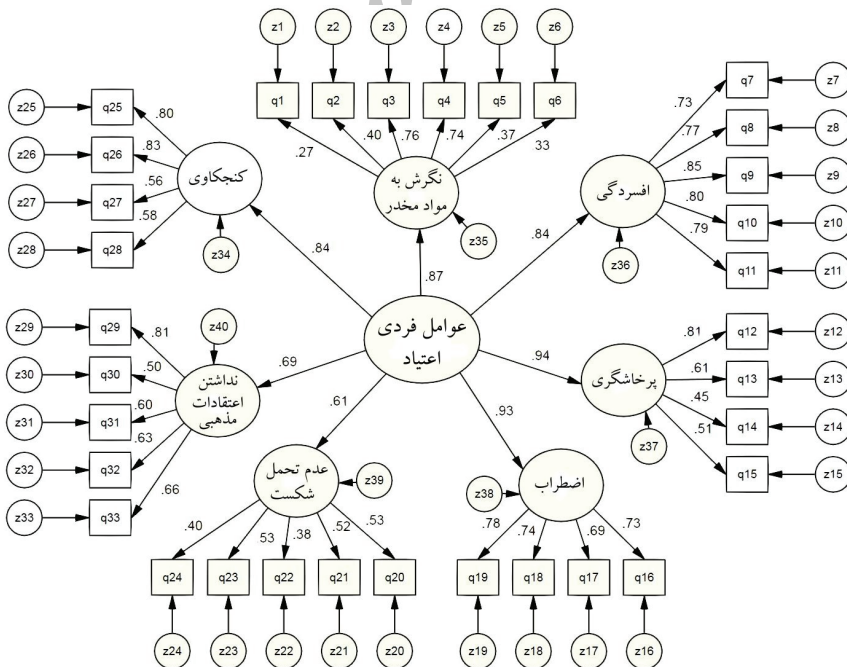 z1 z2 z3 z4 z5 z6
q1 q2 q3 q4 q5 q6
.27 .40 .76 .74 .37 .33
نگرش به
مواد مخدر
z35
.87
z25 q25 .80
z26 q26 .83
z27 q27 .56
z28 q28 .58
کنجکاوی
z34
.84
q7 z7 .73
q8 z8 .77
q9 z9 .85
q10 z10 .80
q11 z11 .79
افسردگی
z36
.84
عوامل فردی
اعتیاد
z29 q29 .81
z30 q30 .50
z31 q31 .60
z32 q32 .63
z33 q33 .66
z40
نداشتن
اعتقادات
مذهبی
.69
q12 z12 .81
q13 z13 .61
q14 z14 .45
q15 z15 .51
پرخاشگری
z37
.94
.61
عدم تحمل
شکست
z39
.40 .53 .38 .52 .53
q24 q23 q22 q21 q20
z24 z23 z22 z21 z20
.93
اضطراب
z38
.78 .74 .69 .73
q19 q18 q17 q16
z19 z18 z17 z16